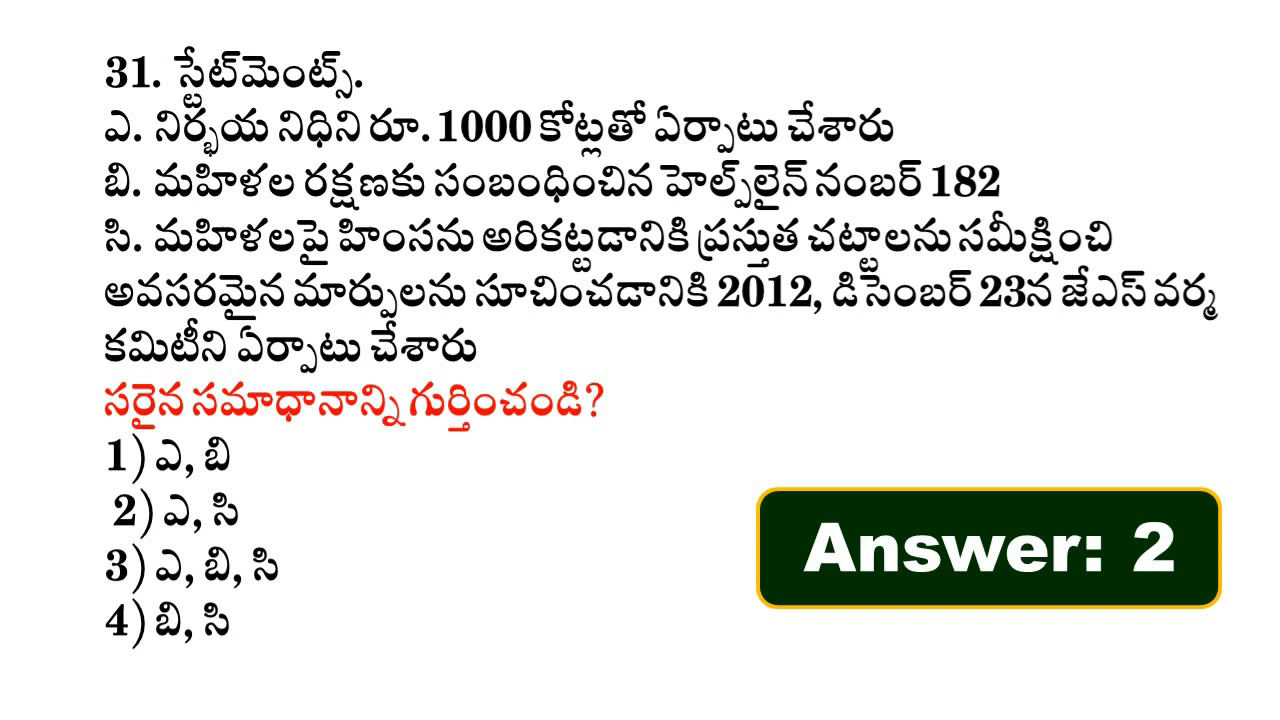 31. స్టేట్‌మెంట్స్.
ఎ. నిర్భయ నిధిని రూ. 1000 కోట్లతో ఏర్పాటు చేశారు
బి. మహిళల రక్షణకు సంబంధించిన హెల్ప్‌లైన్ నంబర్ 182
సి. మహిళలపై హింసను అరికట్టడానికి ప్రస్తుత చట్టాలను సమీక్షించి
అవసరమైన మార్పులను సూచించడానికి 2012, డిసెంబర్ 23న జేఎస్ వర్మ
కమిటీని ఏర్పాటు చేశారు
సరైన సమాధానాన్ని గుర్తించండి?
1) ఎ, బి
2) ఎ, సి
3) ఎ, బి, సి
4) బి, సి
Answer: 2